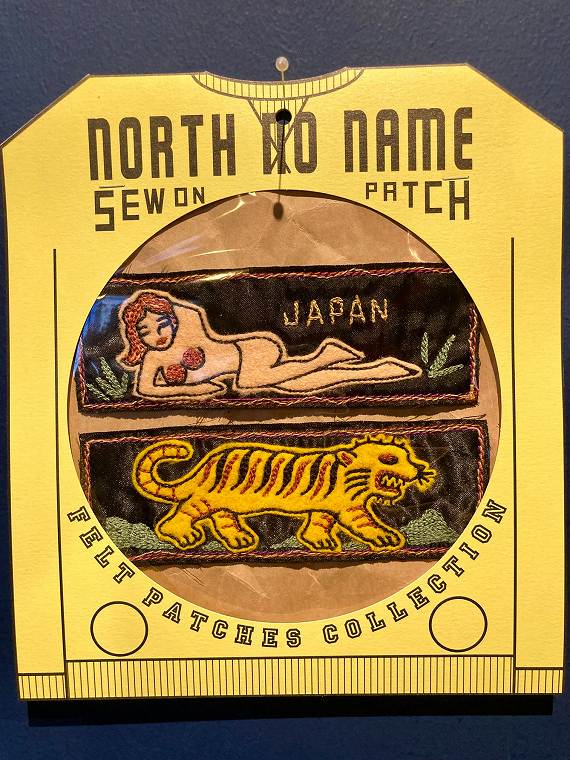 NORTH NO NAME
SEW ON PATCH
JAPAN
FELT PATCHES COLLECTION